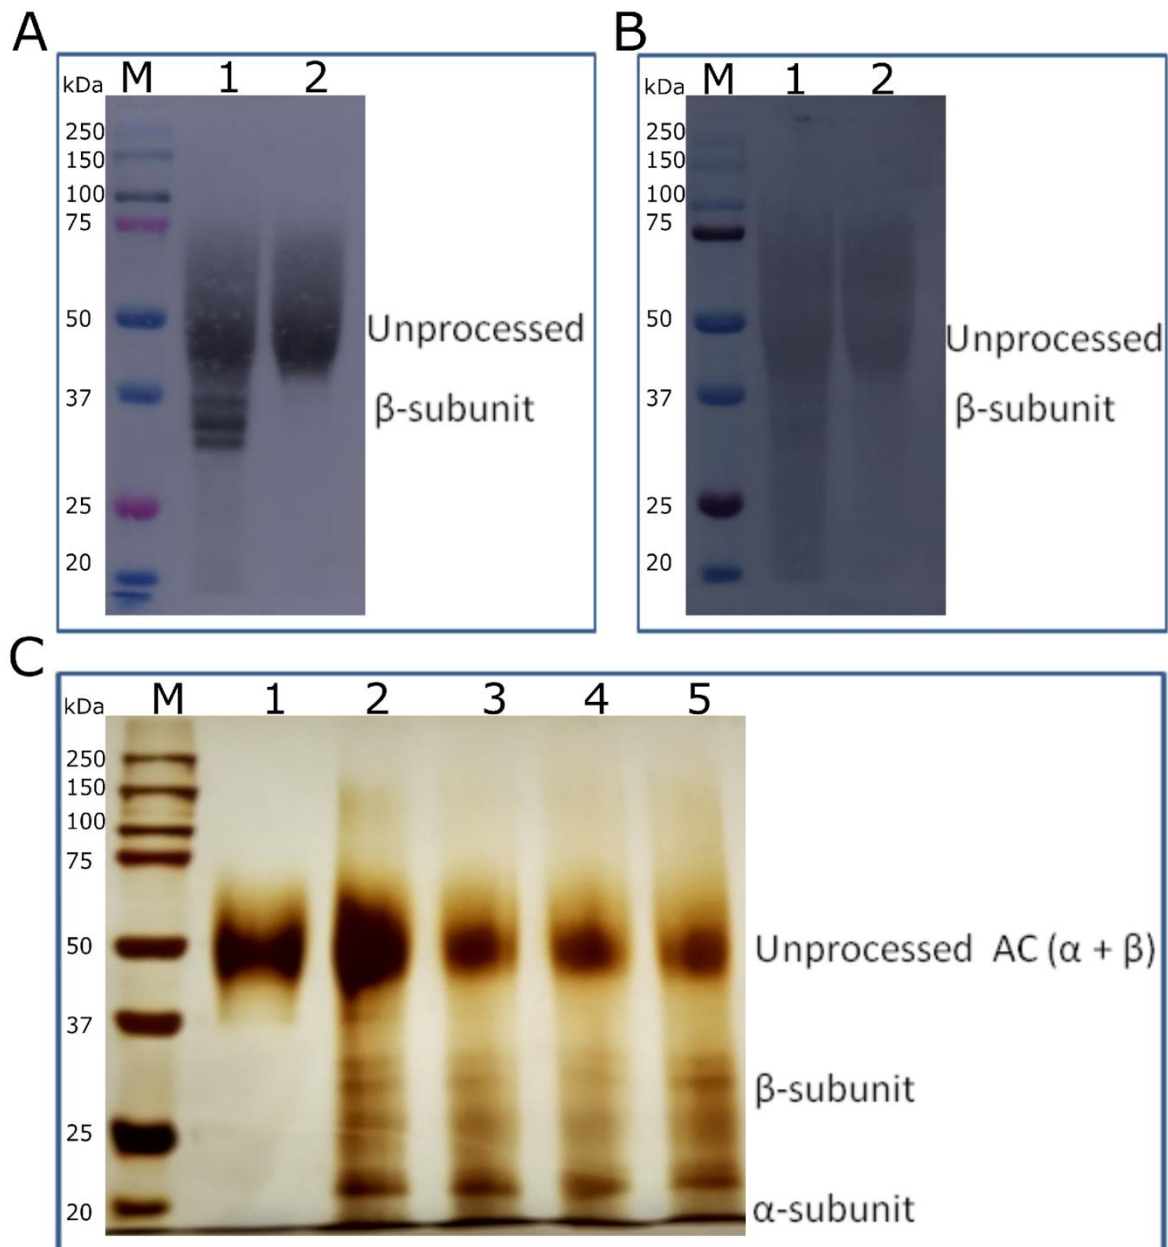 A
kDa M 1 2
250
150
100
75
50
37
25
20
Unprocessed
β-subunit
B
kDa M 1 2
250
150
100
75
50
37
25
20
Unprocessed
β-subunit
C
kDa M 1 2 3 4 5
250
150
100
75
50
37
25
20
Unprocessed AC (α + β)
β-subunit
α-subunit